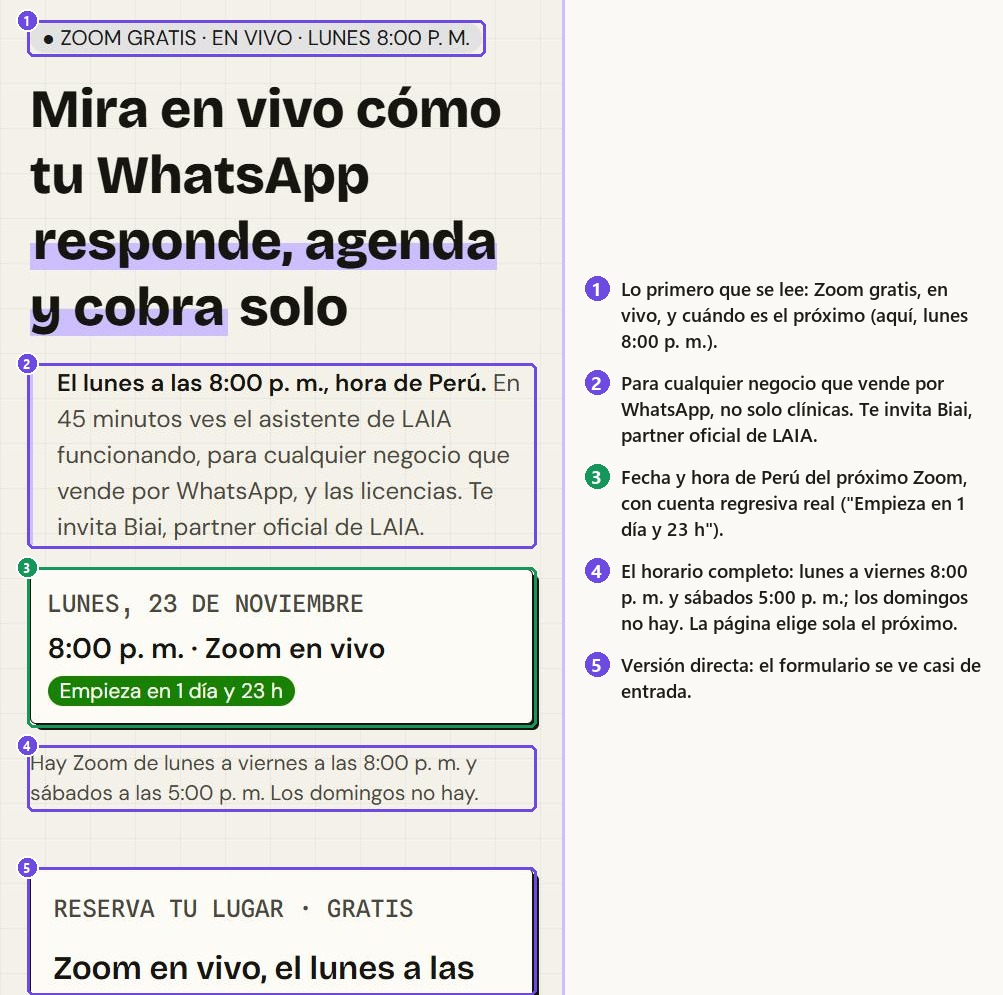 1
● ZOOM GRATIS · EN VIVO · LUNES 8:00 P. M.
Mira en vivo cómo
tu WhatsApp
responde, agenda
y cobra solo
2
El lunes a las 8:00 p. m., hora de Perú. En
45 minutos ves el asistente de LAIA
funcionando, para cualquier negocio que
vende por WhatsApp, y las licencias. Te
invita Biai, partner oficial de LAIA.
3
LUNES, 23 DE NOVIEMBRE
8:00 p. m. · Zoom en vivo
Empieza en 1 día y 23 h
4
Hay Zoom de lunes a viernes a las 8:00 p. m. y
sábados a las 5:00 p. m. Los domingos no hay.
5
RESERVA TU LUGAR · GRATIS
Zoom en vivo, el lunes a las
1 Lo primero que se lee: Zoom gratis, en
vivo, y cuándo es el próximo (aquí, lunes
8:00 p. m.).
2 Para cualquier negocio que vende por
WhatsApp, no solo clínicas. Te invita Biai,
partner oficial de LAIA.
3 Fecha y hora de Perú del próximo Zoom,
con cuenta regresiva real ("Empieza en 1
día y 23 h").
4 El horario completo: lunes a viernes 8:00
p. m. y sábados 5:00 p. m.; los domingos
no hay. La página elige sola el próximo.
5 Versión directa: el formulario se ve casi de
entrada.